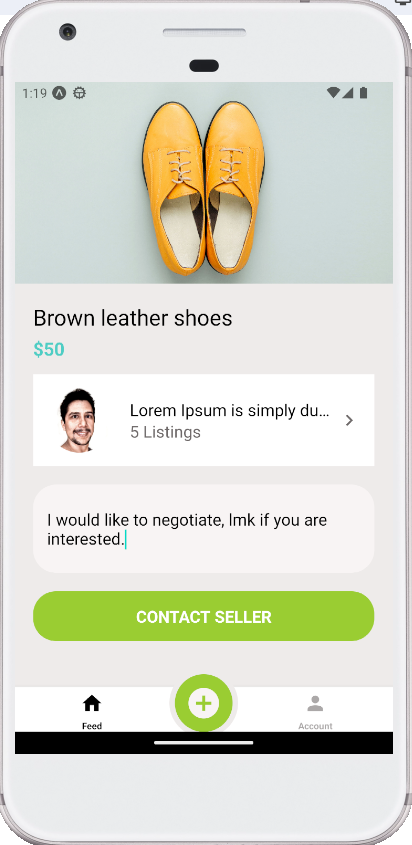 1:19
Brown leather shoes
$50
Lorem Ipsum is simply du...
5 Listings
I would like to negotiate, lmk if you are
interested.
CONTACT SELLER
Feed
Account